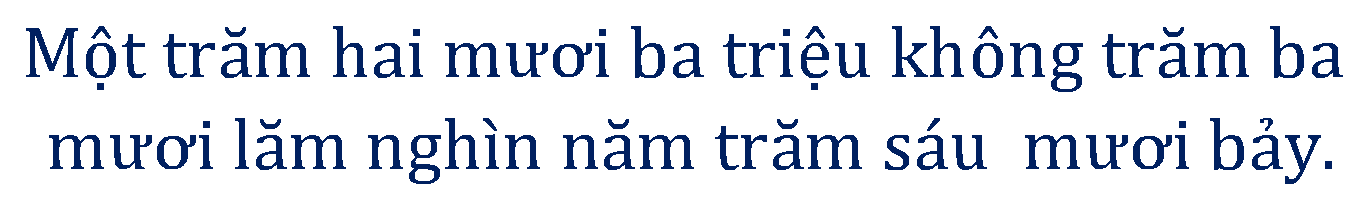 Một trăm hai mươi ba triệu không trăm ba
mươi lăm nghìn năm trăm sáu  mươi bảy.